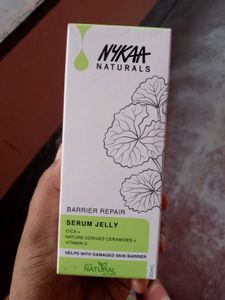 NYKAA
NATURALS
BARRIER REPAIR
SERUM JELLY
CICA +
NATURE DERIVED CERAMIDES +
VITAMIN C
HELPS WITH DAMAGED SKIN BARRIER
NATURAL